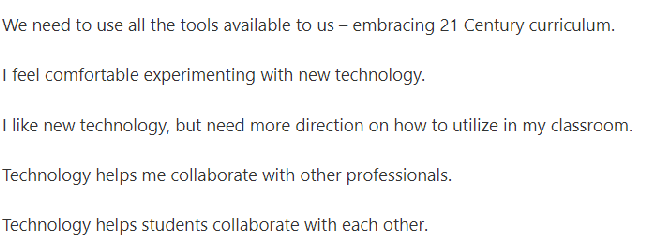 We need to use all the tools available to us – embracing 21 Century curriculum.
I feel comfortable experimenting with new technology.
I like new technology, but need more direction on how to utilize in my classroom.
Technology helps me collaborate with other professionals.
Technology helps students collaborate with each other.